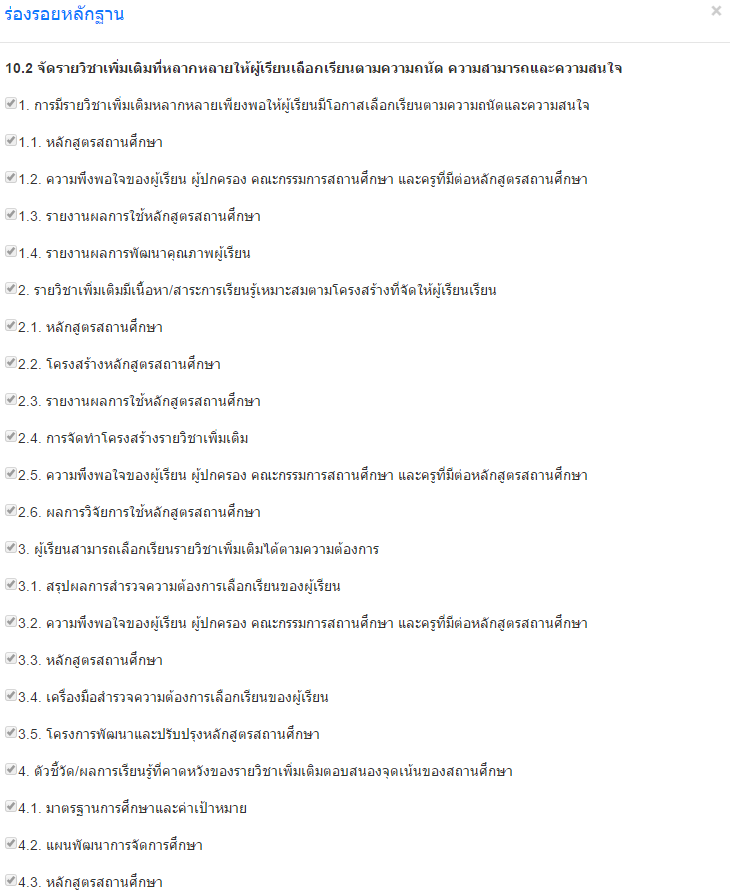 ร่องรอยหลักฐาน
×
10.2 จัดรายวิชาเพิ่มเติมที่หลากหลายให้ผู้เรียนเลือกเรียนตามความถนัด ความสามารถและความสนใจ
1. การมีรายวิชาเพิ่มเติมหลากหลายเพียงพอให้ผู้เรียนมีโอกาสเลือกเรียนตามความถนัดและความสนใจ
1.1. หลักสูตรสถานศึกษา
1.2. ความพึงพอใจของผู้เรียน ผู้ปกครอง คณะกรรมการสถานศึกษา และครูที่มีต่อหลักสูตรสถานศึกษา
1.3. รายงานผลการใช้หลักสูตรสถานศึกษา
1.4. รายงานผลการพัฒนาคุณภาพผู้เรียน
2. รายวิชาเพิ่มเติมมีเนื้อหา/สาระการเรียนรู้เหมาะสมตามโครงสร้างที่จัดให้ผู้เรียนเรียน
2.1. หลักสูตรสถานศึกษา
2.2. โครงสร้างหลักสูตรสถานศึกษา
2.3. รายงานผลการใช้หลักสูตรสถานศึกษา
2.4. การจัดทำโครงสร้างรายวิชาเพิ่มเติม
2.5. ความพึงพอใจของผู้เรียน ผู้ปกครอง คณะกรรมการสถานศึกษา และครูที่มีต่อหลักสูตรสถานศึกษา
2.6. ผลการวิจัยการใช้หลักสูตรสถานศึกษา
3. ผู้เรียนสามารถเลือกเรียนรายวิชาเพิ่มเติมได้ตามความต้องการ
3.1. สรุปผลการสำรวจความต้องการเลือกเรียนของผู้เรียน
3.2. ความพึงพอใจของผู้เรียน ผู้ปกครอง คณะกรรมการสถานศึกษา และครูที่มีต่อหลักสูตรสถานศึกษา
3.3. หลักสูตรสถานศึกษา
3.4. เครื่องมือสำรวจความต้องการเลือกเรียนของผู้เรียน
3.5. โครงการพัฒนาและปรับปรุงหลักสูตรสถานศึกษา
4. ตัวชี้วัด/ผลการเรียนรู้ที่คาดหวังของรายวิชาเพิ่มเติมตอบสนองจุดเน้นของสถานศึกษา
4.1. มาตรฐานการศึกษาและค่าเป้าหมาย
4.2. แผนพัฒนาการจัดการศึกษา
4.3. หลักสูตรสถานศึกษา